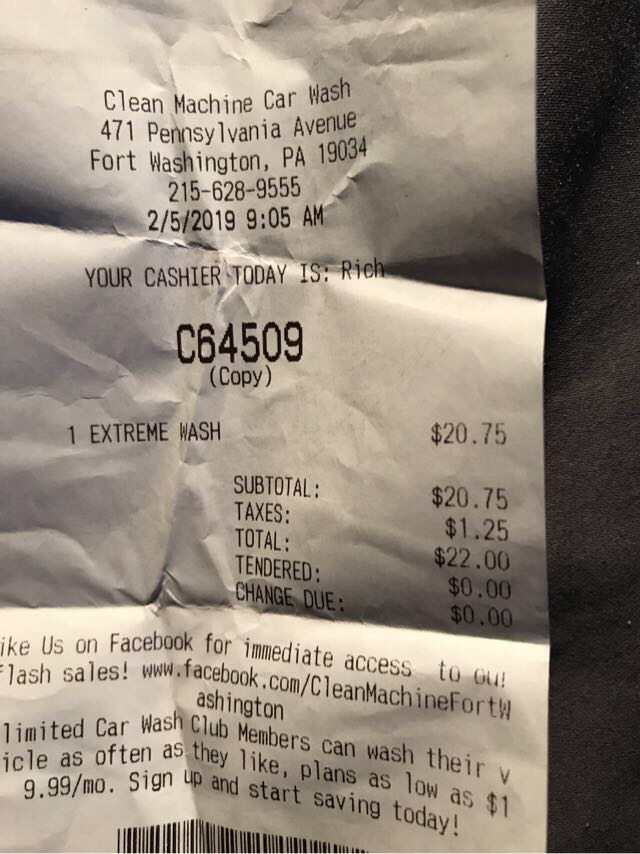 Clean Machine Car Wash
471 Pennsylvania Avenue
Fort Washington, PA 19034
215-628-9555
2/5/2019 9:05 AM
YOUR CASHIER TODAY IS: Rich
C64509
(Copy)
1 EXTREME WASH $20.75
SUBTOTAL: $20.75
TAXES: $1.25
TOTAL: $22.00
TENDERED: $0.00
CHANGE DUE: $0.00
ike Us on Facebook for immediate access to our
flash sales! www.facebook.com/CleanMachineFortW
ashington
limited Car Wash Club Members can wash their v
icle as often as they like, plans as low as $1
9.99/mo. Sign up and start saving today!